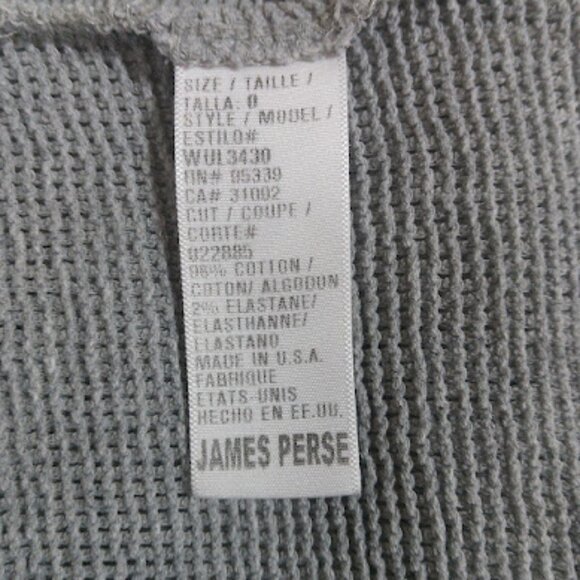 SIZE / TAILLE /
TALLA: 0
STYLE / MODEL /
ESTILO#
WUL3430
RN# 85339
CA# 31002
CUT / COUPE /
CORTE#
022885
98% COTTON /
COTON/ ALGODON
2% ELASTANE/
ELASTHANNE/
ELASTANO
MADE IN U.S.A.
FABRIQUE
ETATS-UNIS
HECHO EN EE.UU.
JAMES PERSE